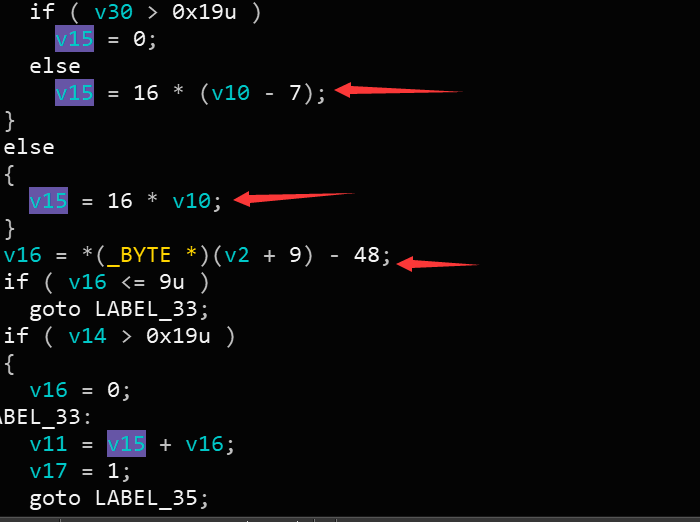 if ( v30 > 0x19u )
v15 = 0;
else
v15 = 16 * (v10 - 7);
}
else
{
v15 = 16 * v10;
}
v16 = *(_BYTE *)(v2 + 9) - 48;
if ( v16 <= 9u )
goto LABEL_33;
if ( v14 > 0x19u )
{
v16 = 0;
ABEL_33:
v11 = v15 + v16;
v17 = 1;
goto LABEL_35;